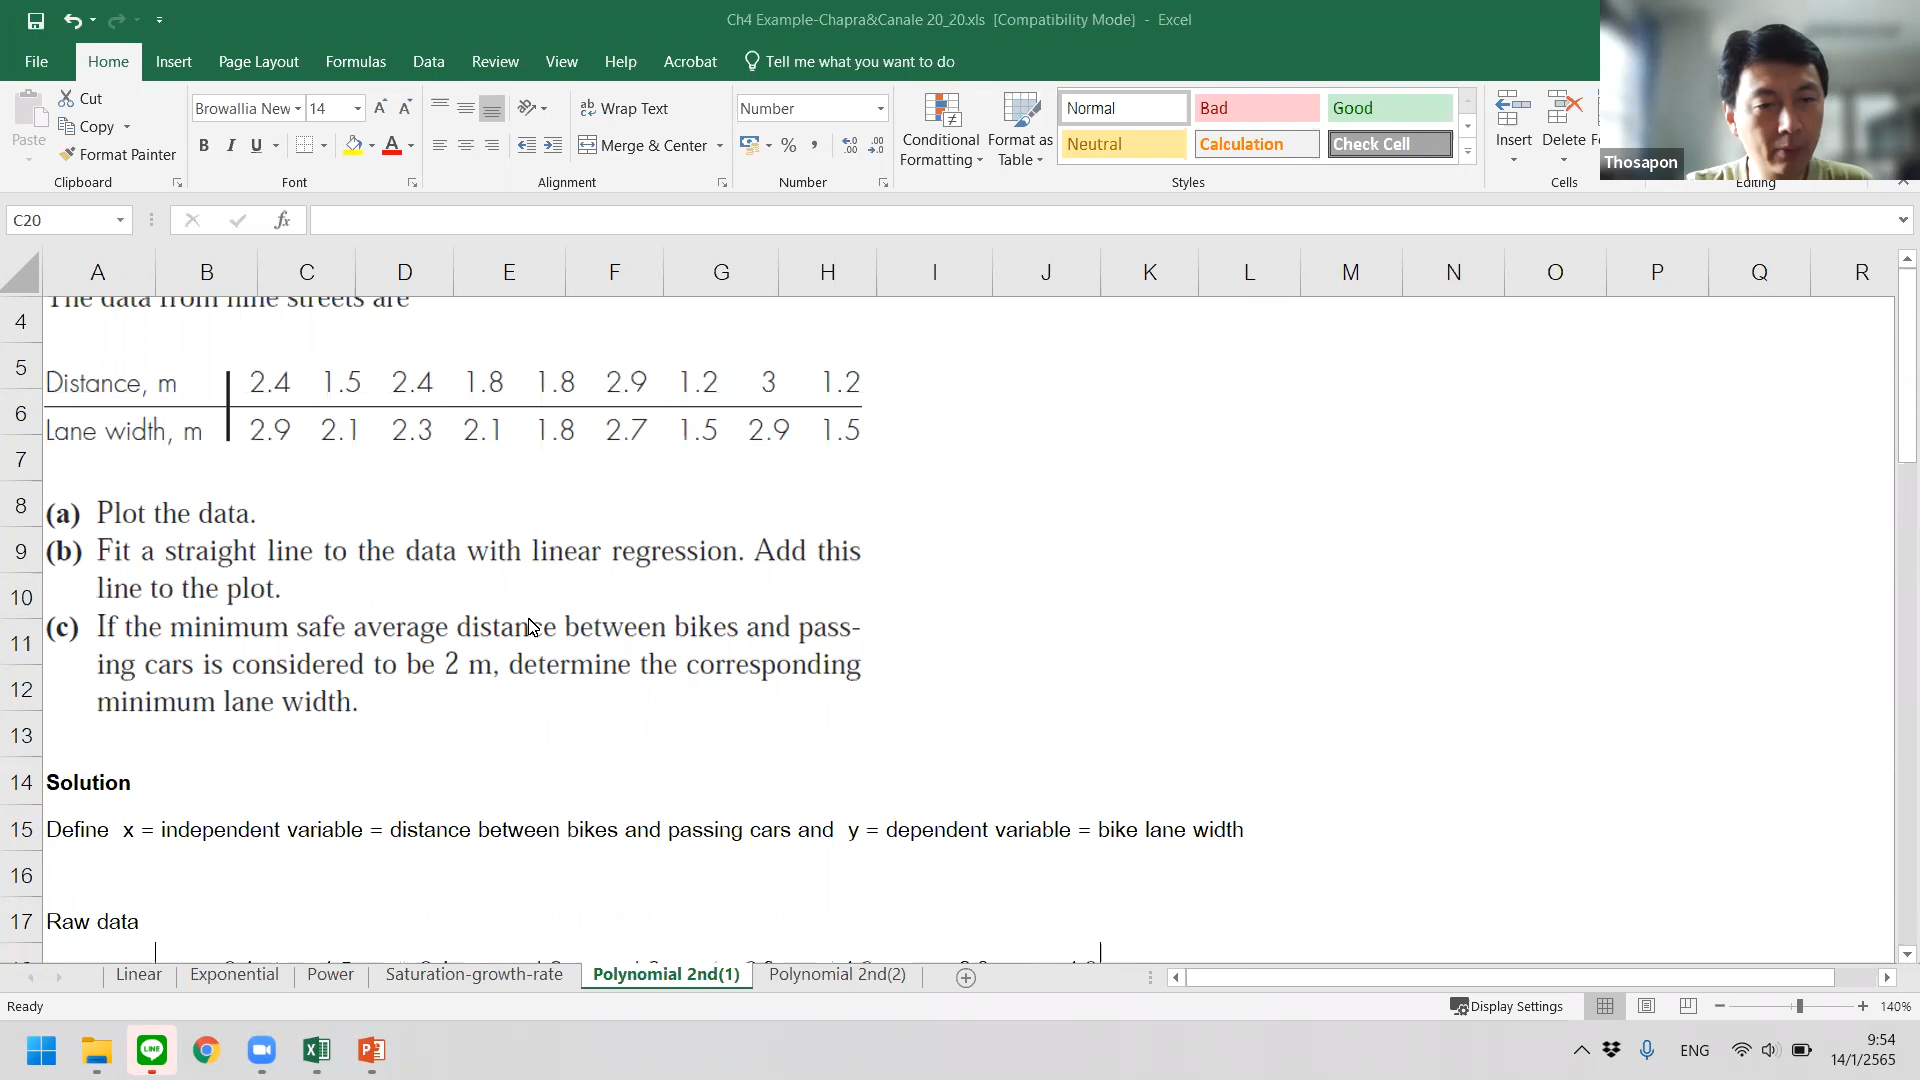 Ch4 Example-Chapra&Canale 20_20.xls [Compatibility Mode] - Excel
File Home Insert Page Layout Formulas Data Review View Help Acrobat Tell me what you want to do
Paste
Cut
Copy
Format Painter
Clipboard
Browallia New 14
B I U
Font
Wrap Text
Merge & Center
Alignment
Number
%
Number
Conditional Formatting
Format as Table
Normal Bad Good
Neutral Calculation Check Cell
Styles
Insert Delete
Cells
Editing
Thosapon
C20
fx
A B C D E F G H I J K L M N O P Q R
The data from nine streets are
4
5
Distance, m 2.4 1.5 2.4 1.8 1.8 2.9 1.2 3 1.2
6
Lane width, m 2.9 2.1 2.3 2.1 1.8 2.7 1.5 2.9 1.5
7
8 (a) Plot the data.
9 (b) Fit a straight line to the data with linear regression. Add this
10 line to the plot.
11 (c) If the minimum safe average distance between bikes and pass-
ing cars is considered to be 2 m, determine the corresponding
12 minimum lane width.
13
14 Solution
15 Define x = independent variable = distance between bikes and passing cars and y = dependent variable = bike lane width
16
17 Raw data
Linear Exponential Power Saturation-growth-rate Polynomial 2nd(1) Polynomial 2nd(2)
Ready
Display Settings
140%
LINE
ENG
9:54
14/1/2565